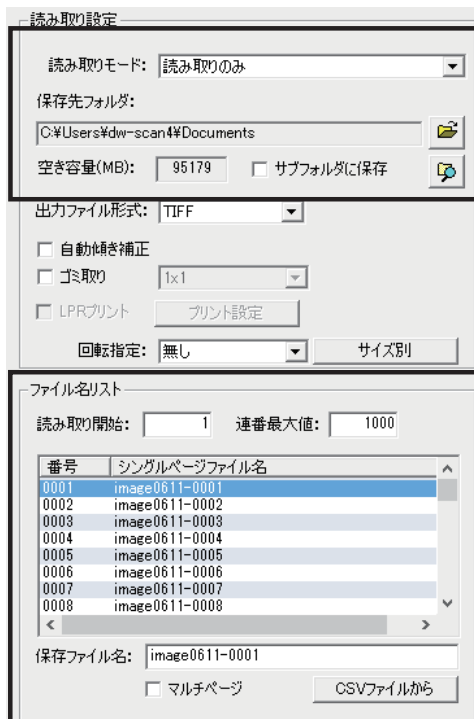 読み取り設定
読み取りモード: 読み取りのみ
保存先フォルダ:
C:¥Users¥dw-scan4¥Documents
空き容量(MB): 95179 サブフォルダに保存
出力ファイル形式: TIFF
自動傾き補正
ゴミ取り 1x1
LPRプリント プリント設定
回転指定: 無し サイズ別
ファイル名リスト
読み取り開始: 1 連番最大値: 1000
番号 シングルページファイル名
0001 image0611-0001
0002 image0611-0002
0003 image0611-0003
0004 image0611-0004
0005 image0611-0005
0006 image0611-0006
0007 image0611-0007
0008 image0611-0008
保存ファイル名: image0611-0001
マルチページ CSVファイルから